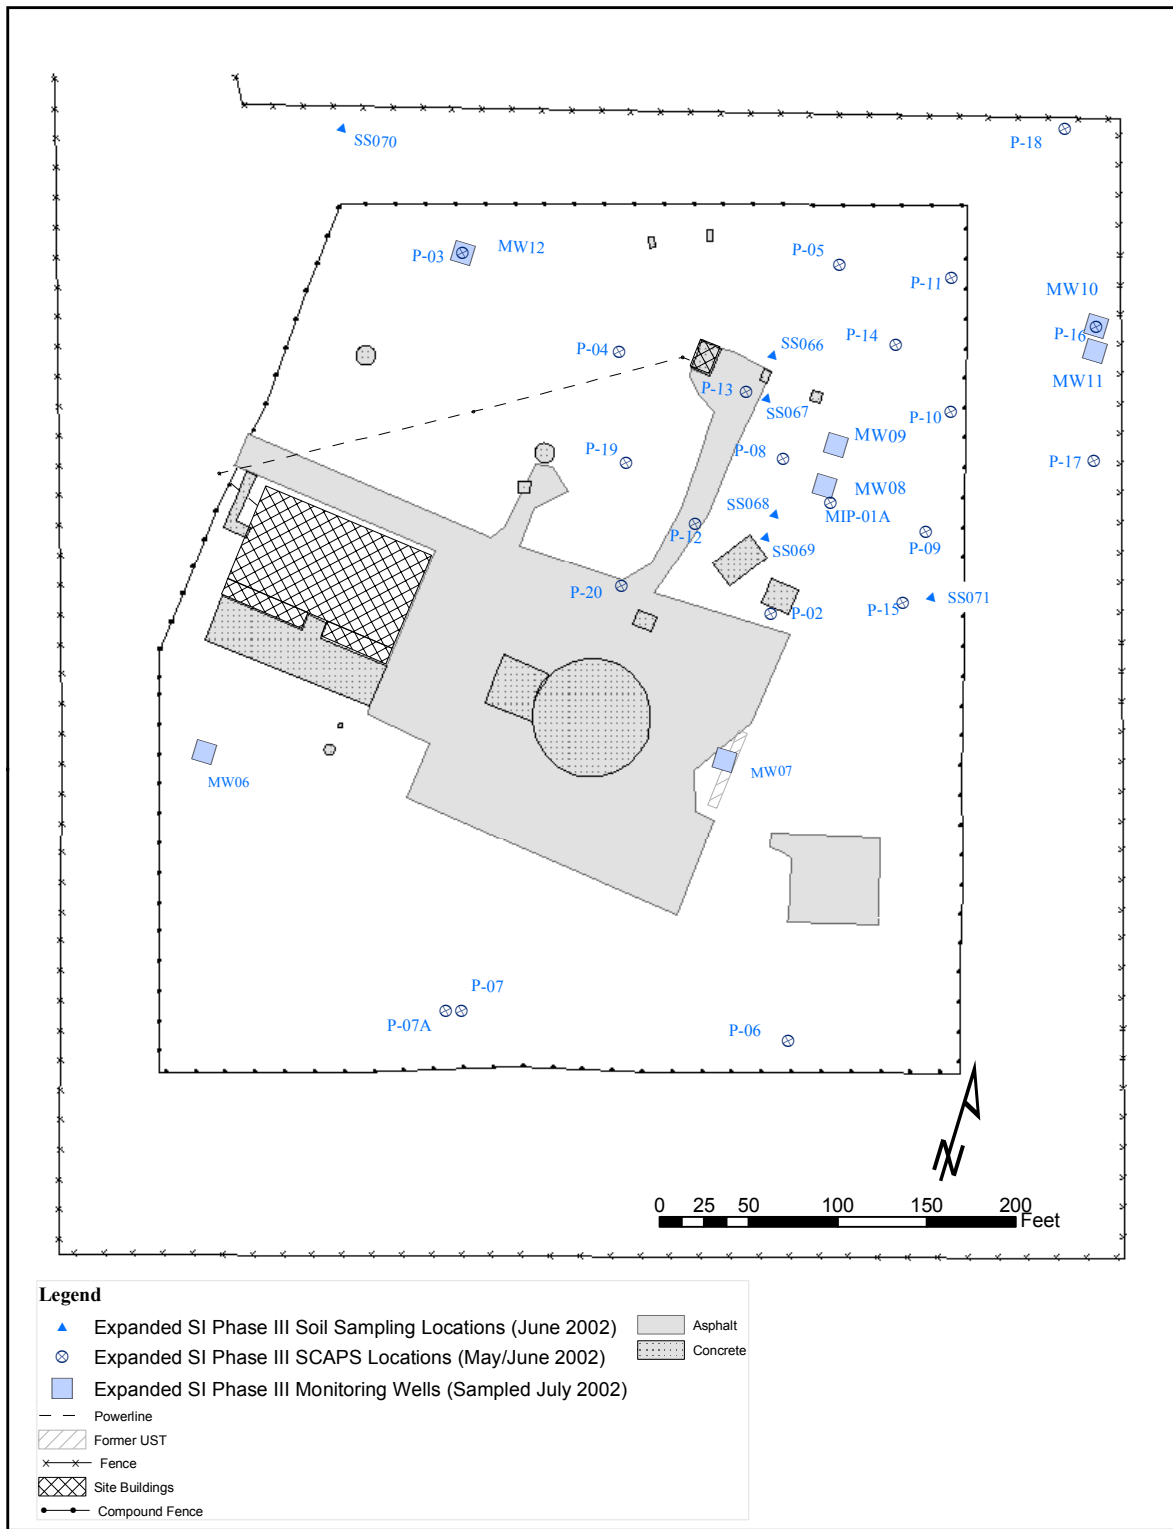 SS070
P-18
P-03
MW12
P-05
P-11
MW10
P-16
MW11
P-14
P-04
SS066
P-13
SS067
P-10
MW09
P-19
P-08
P-17
MW08
SS068
MIP-01A
P-12
SS069
P-09
P-20
P-02
P-15
SS071
MW06
MW07
P-07
P-07A
P-06
N
0 25 50 100 150 200
Feet
Legend
Expanded SI Phase III Soil Sampling Locations (June 2002)
Asphalt
Expanded SI Phase III SCAPS Locations (May/June 2002)
Concrete
Expanded SI Phase III Monitoring Wells (Sampled July 2002)
Powerline
Former UST
Fence
Site Buildings
Compound Fence